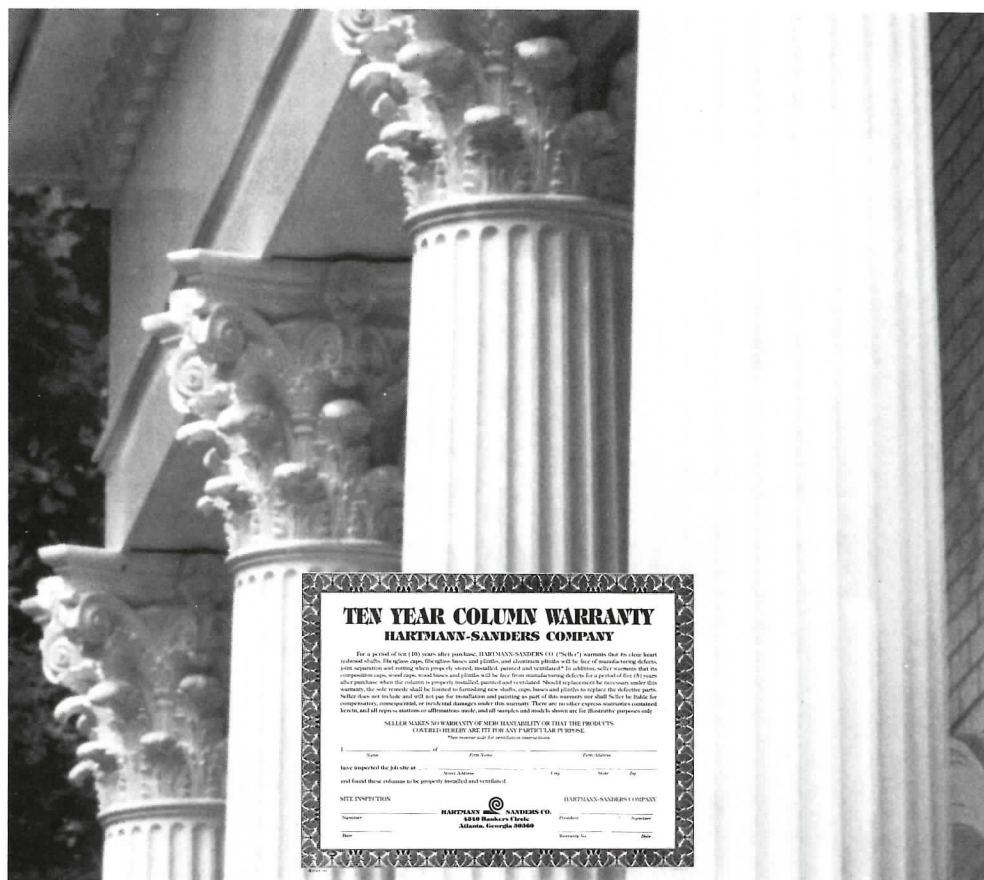 TEN YEAR COLUMN WARRANTY
HARTMANN-SANDERS COMPANY
For a period of ten (10) years after purchase, HARTMANN-SANDERS CO. ("Seller") warrants that its clear heart
redwood shafts, fiberglass caps, fiberglass bases and plinths, and aluminum plinths will be free of manufacturing defects,
joint separation and rotting when properly stored, installed, painted and ventilated.* In addition, seller warrants that its
composition caps, wood caps, wood bases and plinths will be free from manufacturing defects for a period of five (5) years
after purchase when the column is properly installed, painted and ventilated. Should replacement be necessary under this
warranty, the sole remedy shall be limited to furnishing new shafts, caps, bases and plinths to replace the defective parts.
Seller does not include and will not pay for installation and painting as part of this warranty nor shall Seller be liable for
compensatory, consequential, or incidental damages under this warranty. There are no other express warranties contained
herein, and all representations or affirmations made, and all samples and models shown are for illustrative purposes only.
SELLER MAKES NO WARRANTY OF MERCHANTABILITY OR THAT THE PRODUCTS
COVERED HEREBY ARE FIT FOR ANY PARTICULAR PURPOSE.
*See reverse side for ventilation instructions
I of
Name Firm Name Firm Address
have inspected the job site at
Street Address City State Zip
and found these columns to be properly installed and ventilated.
SITE INSPECTION HARTMANN-SANDERS COMPANY
HARTMANN SANDERS CO.
Signature 4340 Bankers Circle President Signature
Atlanta, Georgia 30360
Date Warranty No. Date